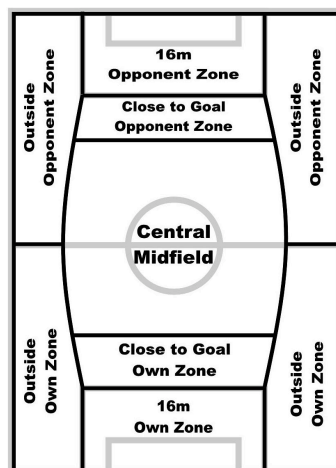 16m
Opponent Zone
Outside
Opponent Zone
Close to Goal
Opponent Zone
Outside
Opponent Zone
Central
Midfield
Outside
Own Zone
Close to Goal
Own Zone
Outside
Own Zone
16m
Own Zone